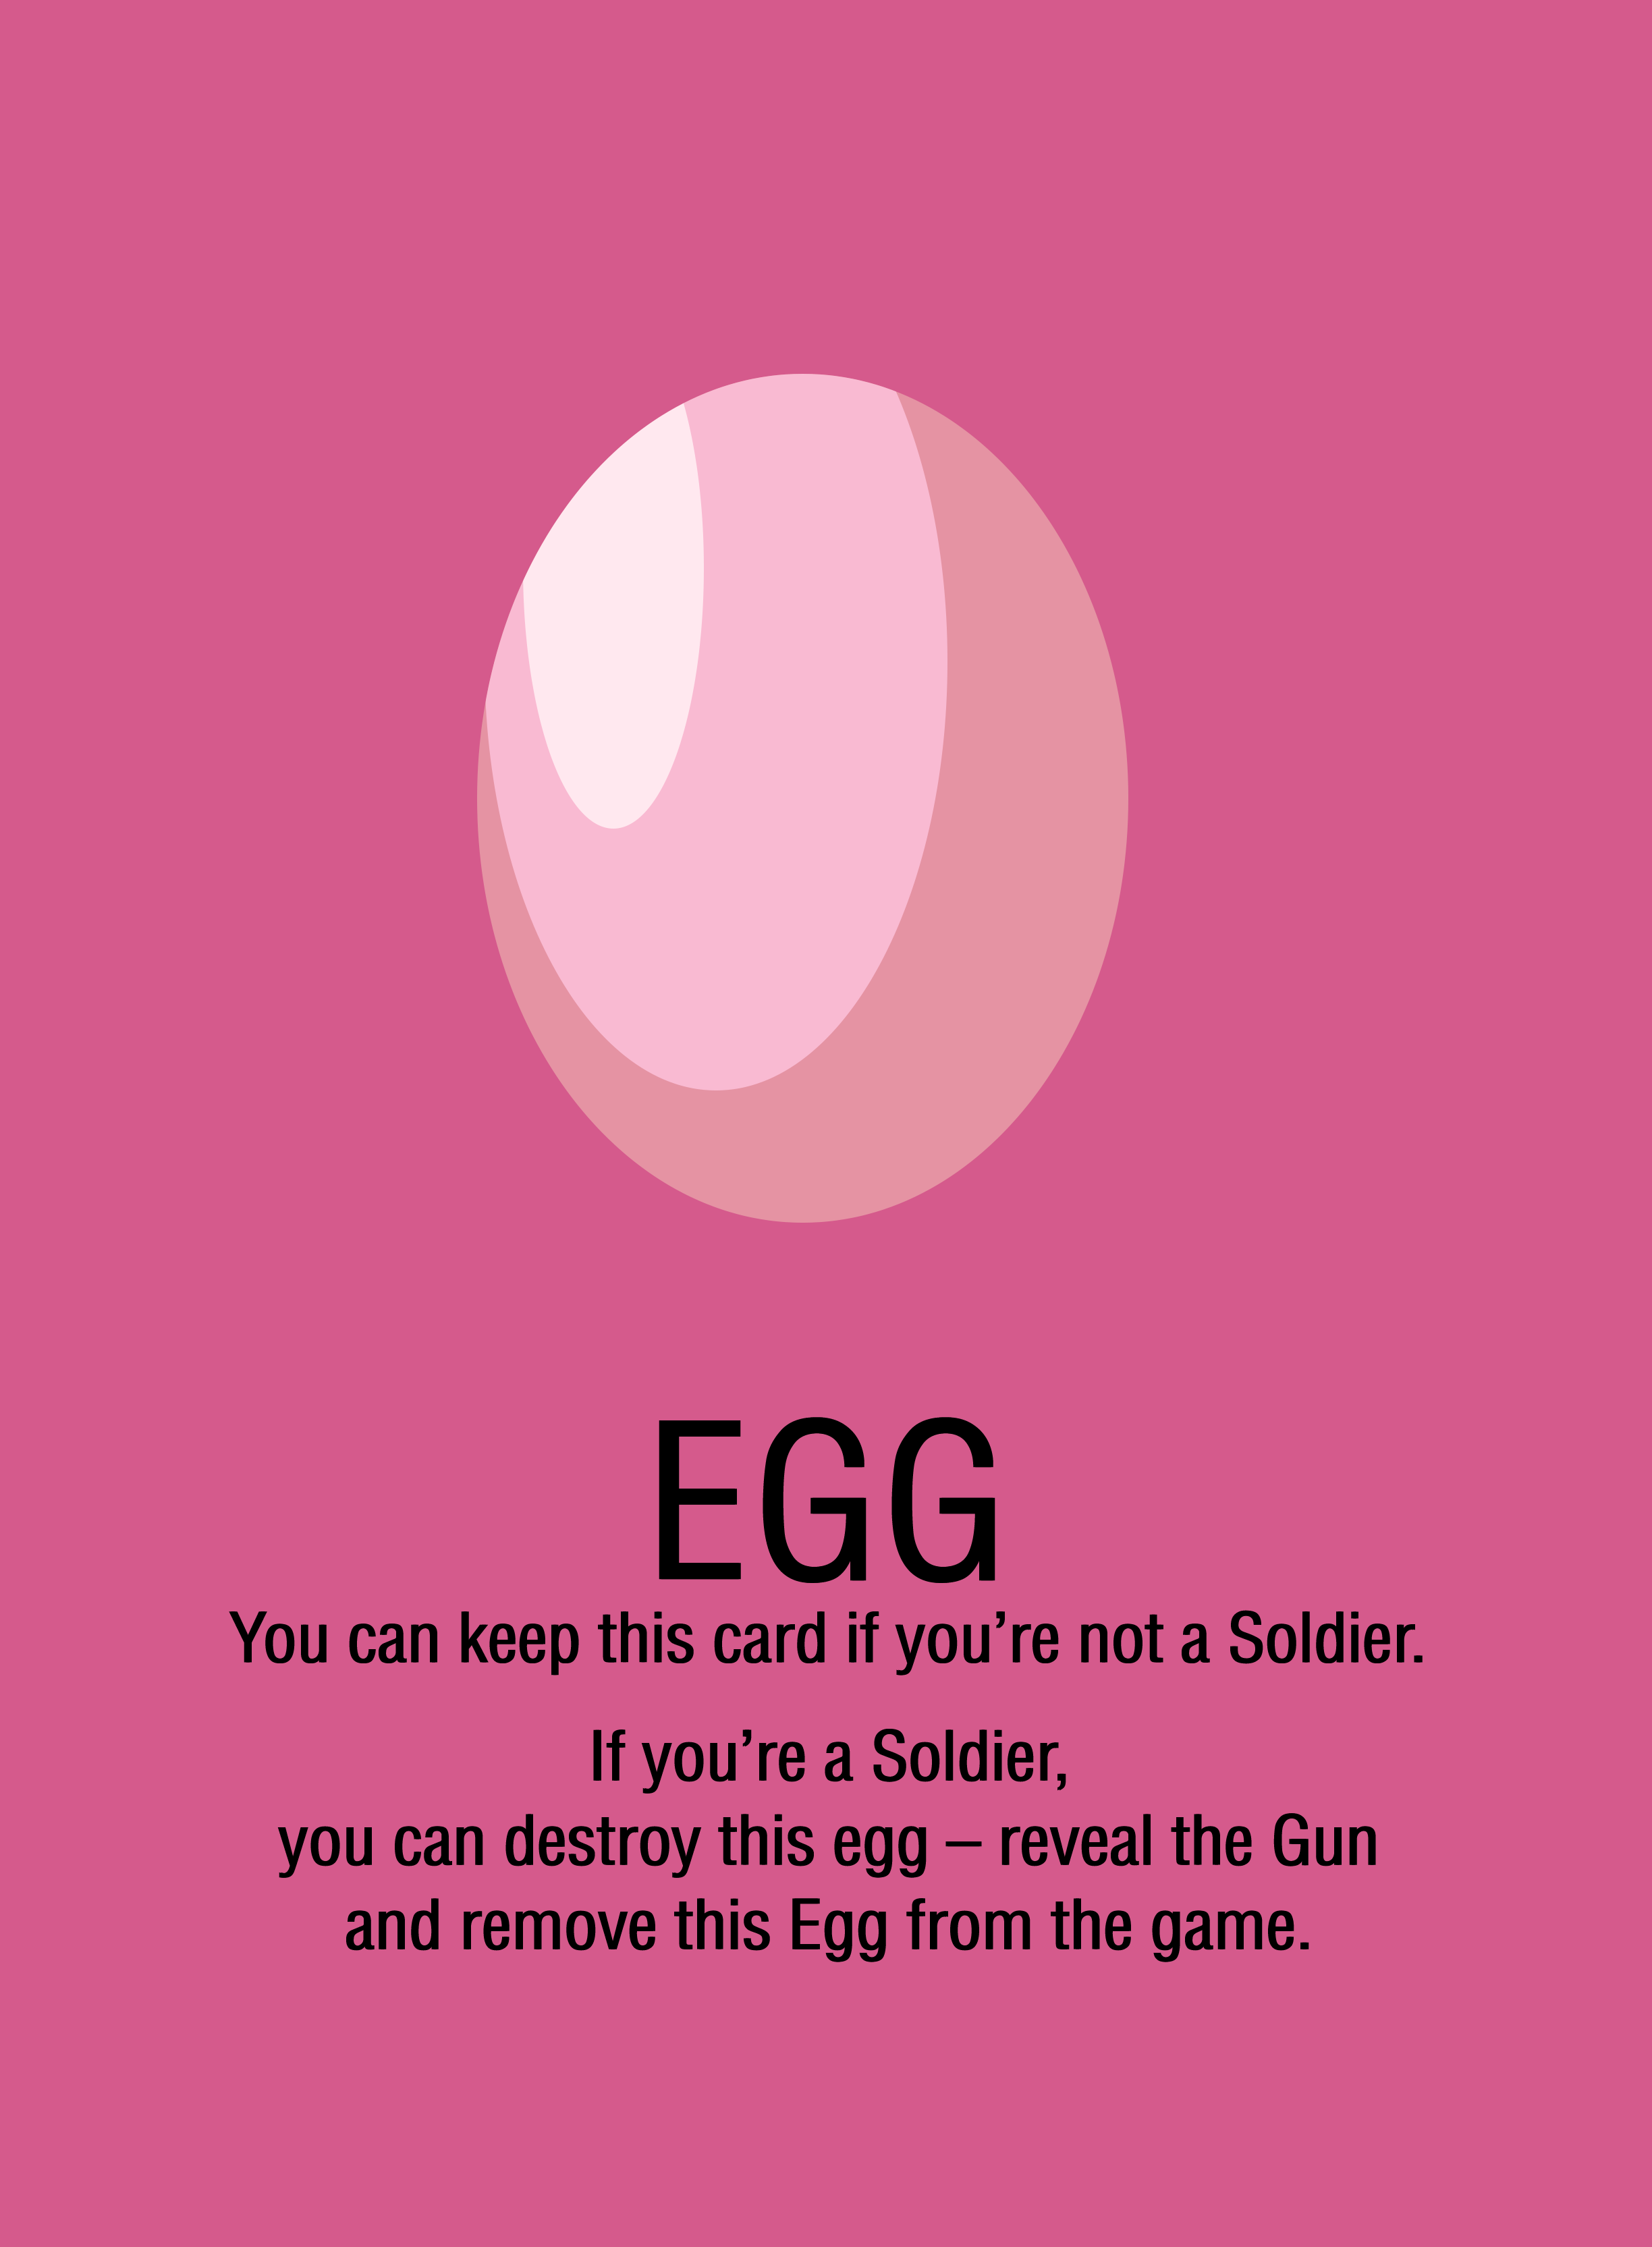 EGG
You can keep this card if you’re not a Soldier.
If you’re a Soldier,
you can destroy this egg – reveal the Gun
and remove this Egg from the game.